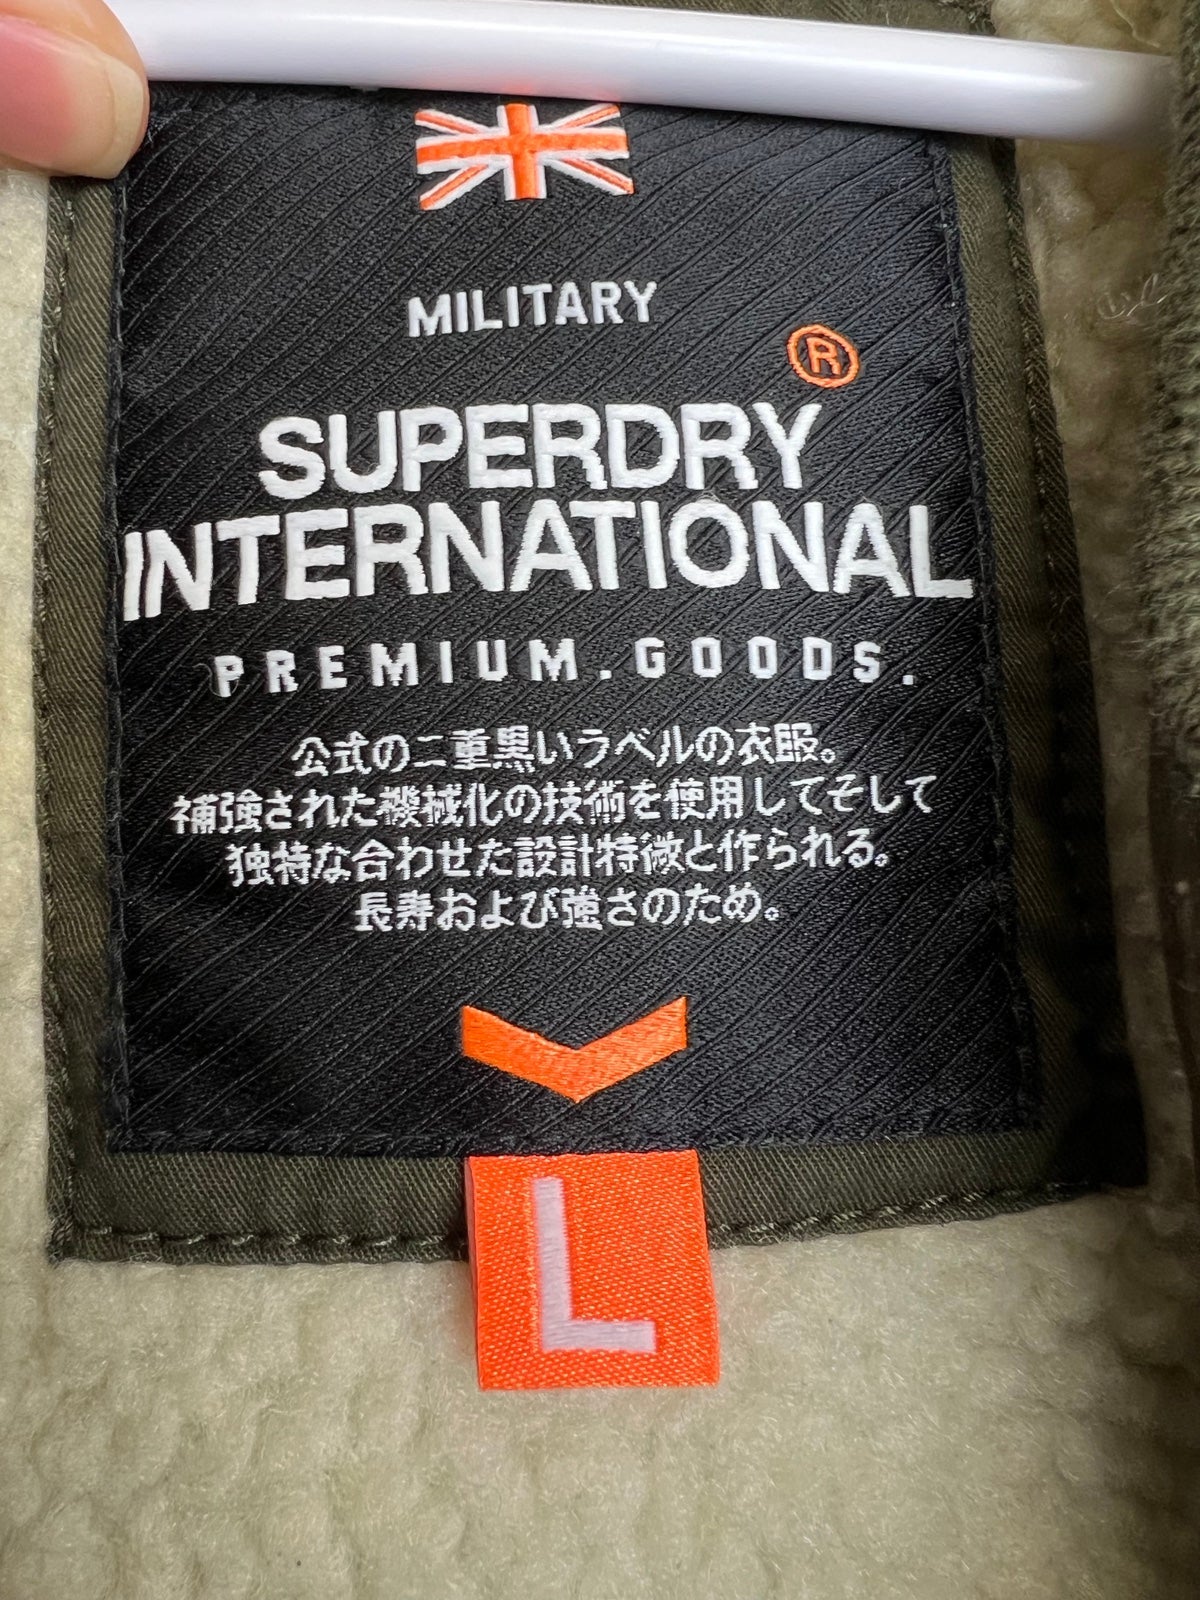 MILITARY
®
SUPERDRY
INTERNATIONAL
PREMIUM.GOODS.
公式の二重黒いラベルの衣服。
補強された機械化の技術を使用してそして
独特な合わせた設計特徴と作られる。
長寿および強さのため。
L